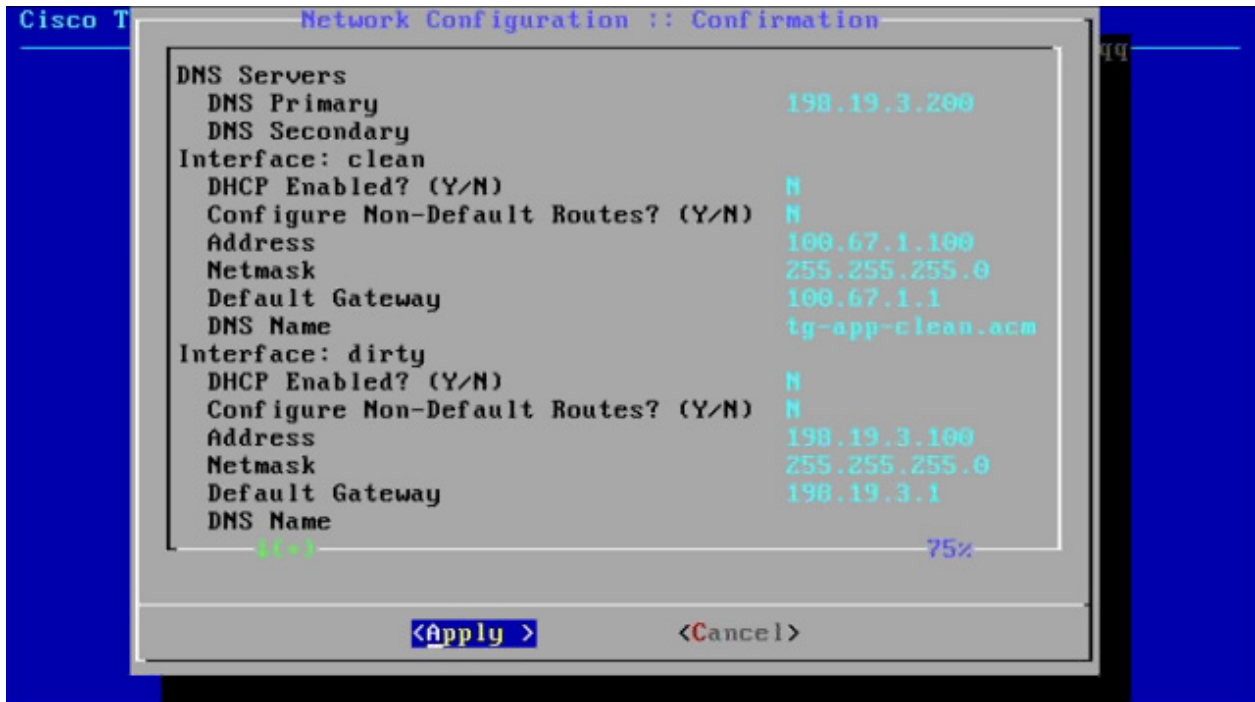 Cisco T
Network Configuration :: Confirmation
qq
DNS Servers
DNS Primary 198.19.3.200
DNS Secondary
Interface: clean
DHCP Enabled? (Y/N) N
Configure Non-Default Routes? (Y/N) N
Address 100.67.1.100
Netmask 255.255.255.0
Default Gateway 100.67.1.1
DNS Name tg-app-clean.acm
Interface: dirty
DHCP Enabled? (Y/N) N
Configure Non-Default Routes? (Y/N) N
Address 198.19.3.100
Netmask 255.255.255.0
Default Gateway 198.19.3.1
DNS Name
↓(+) 75%
<Apply > <Cancel>